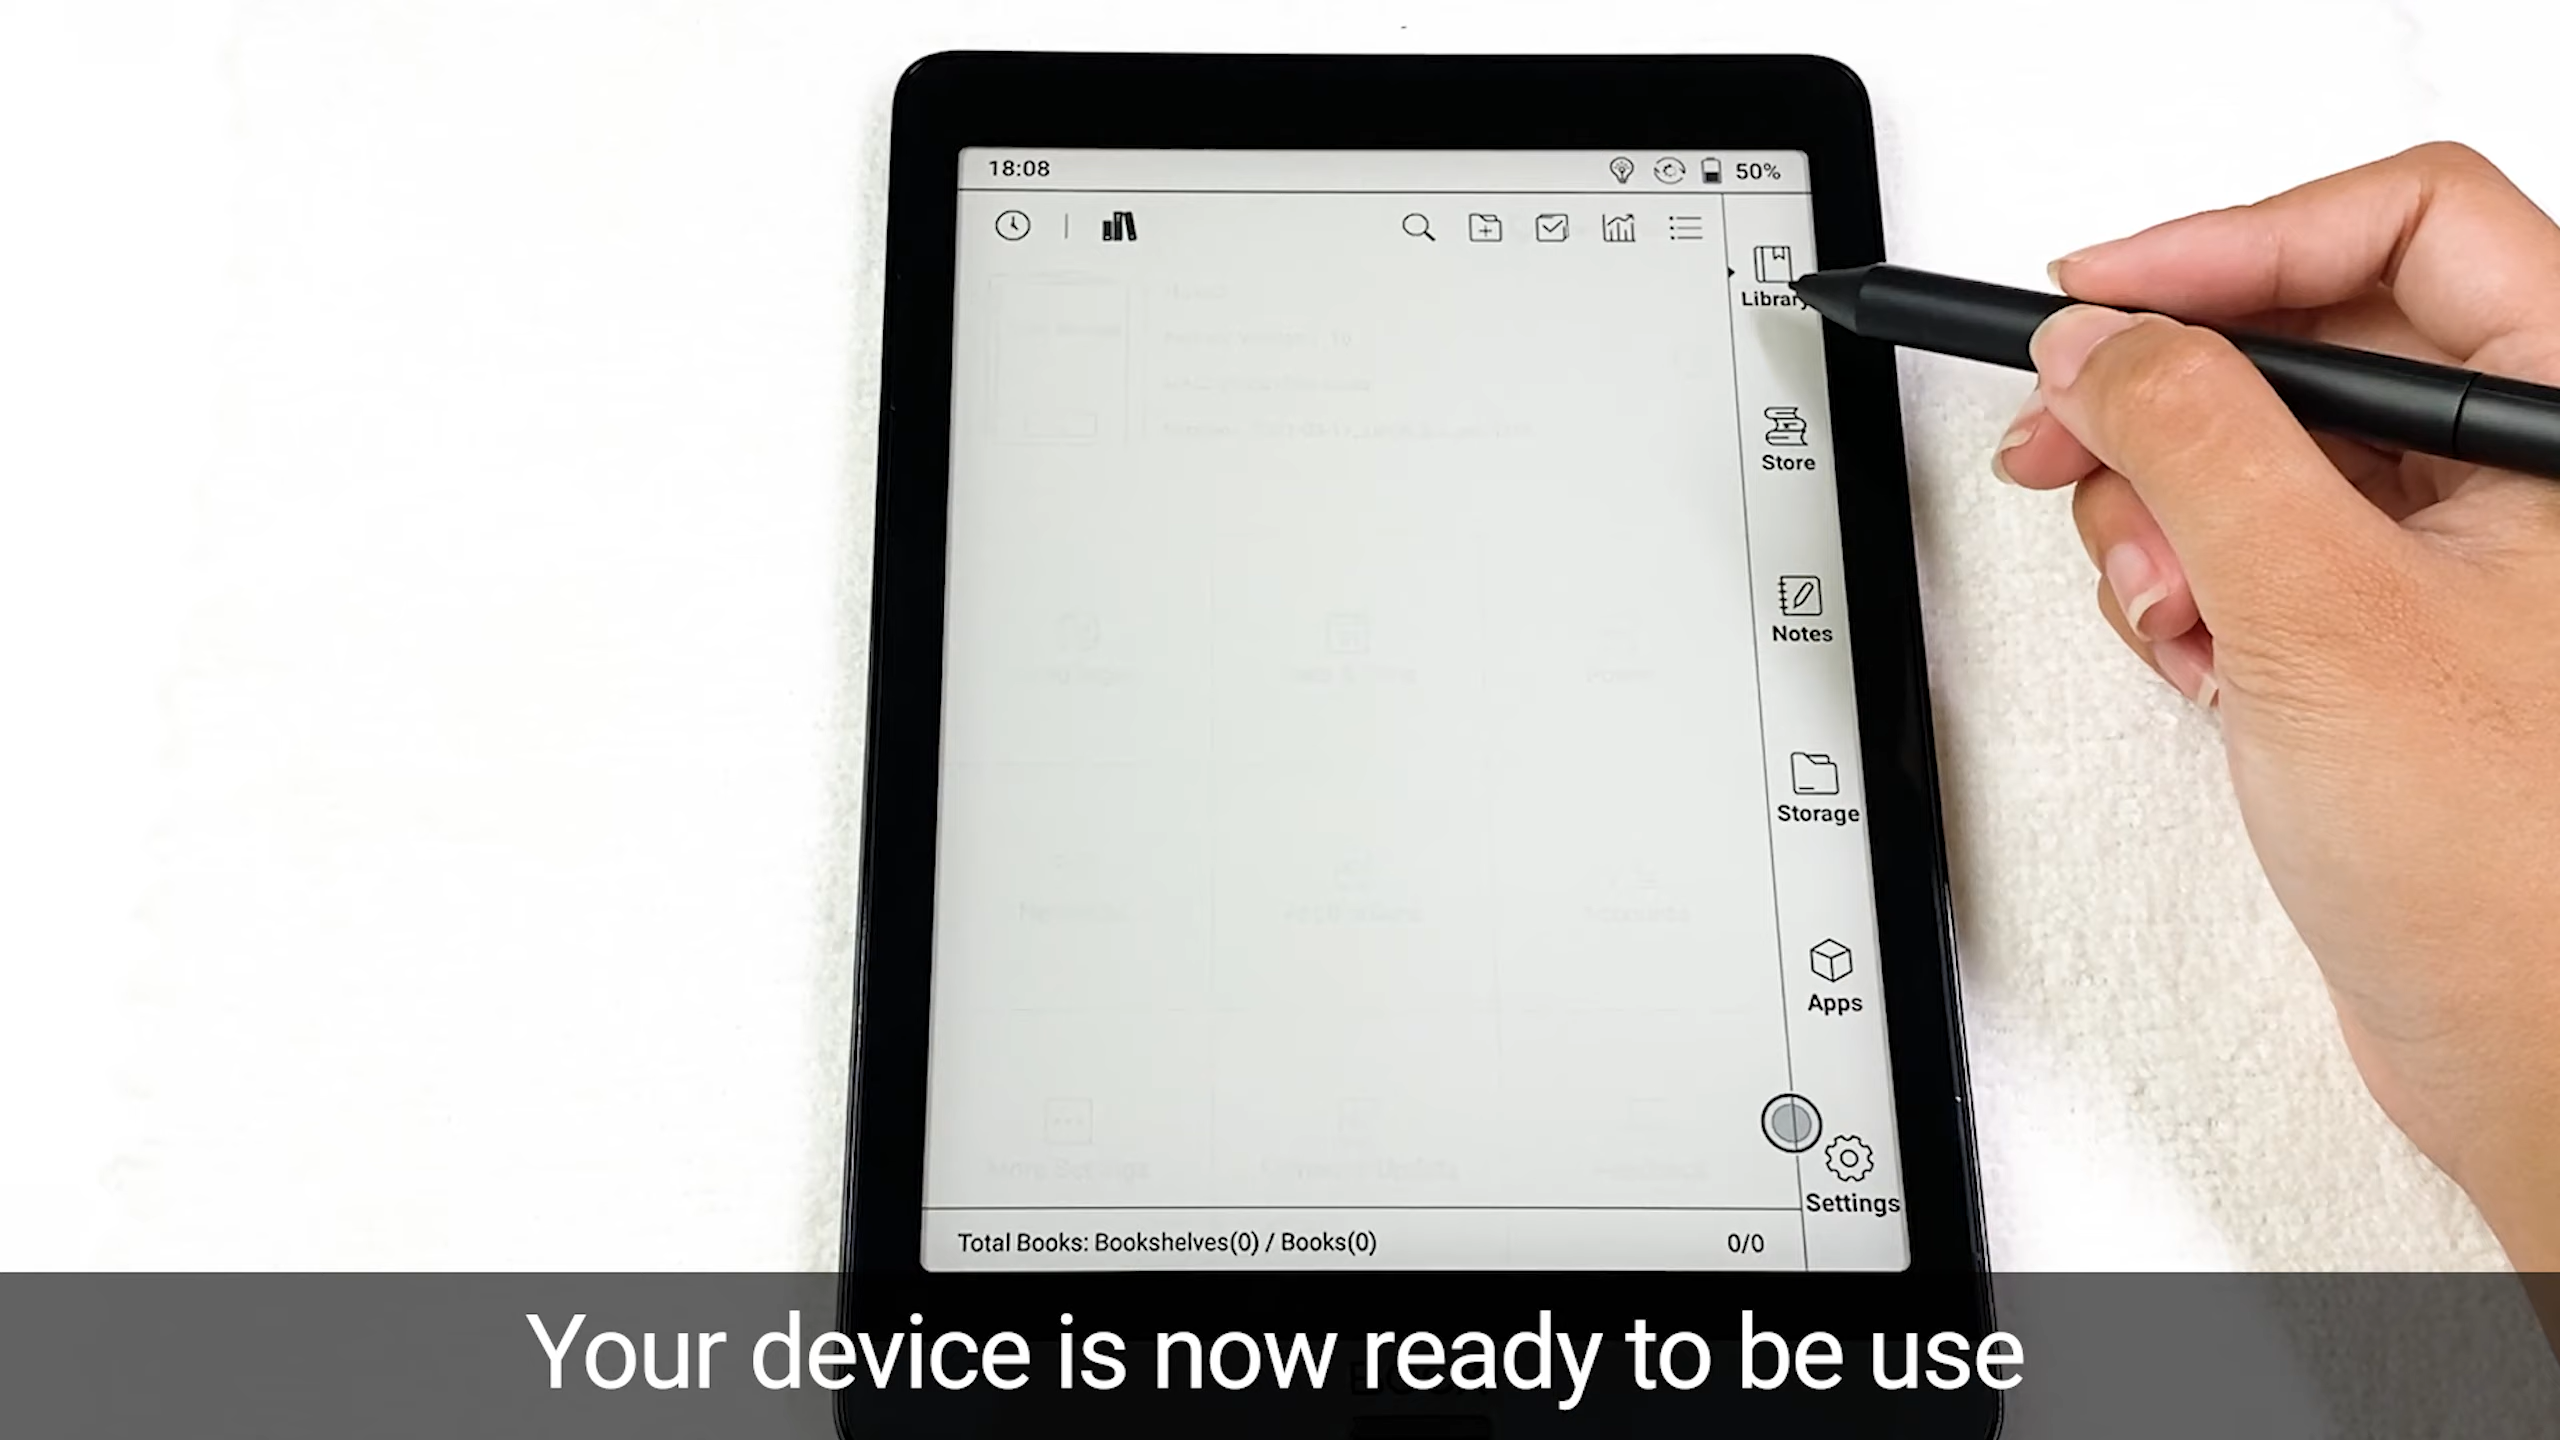 18:08
50%
Library
Store
Notes
Storage
Apps
Settings
Total Books: Bookshelves(0) / Books(0)
0/0
Your device is now ready to be use